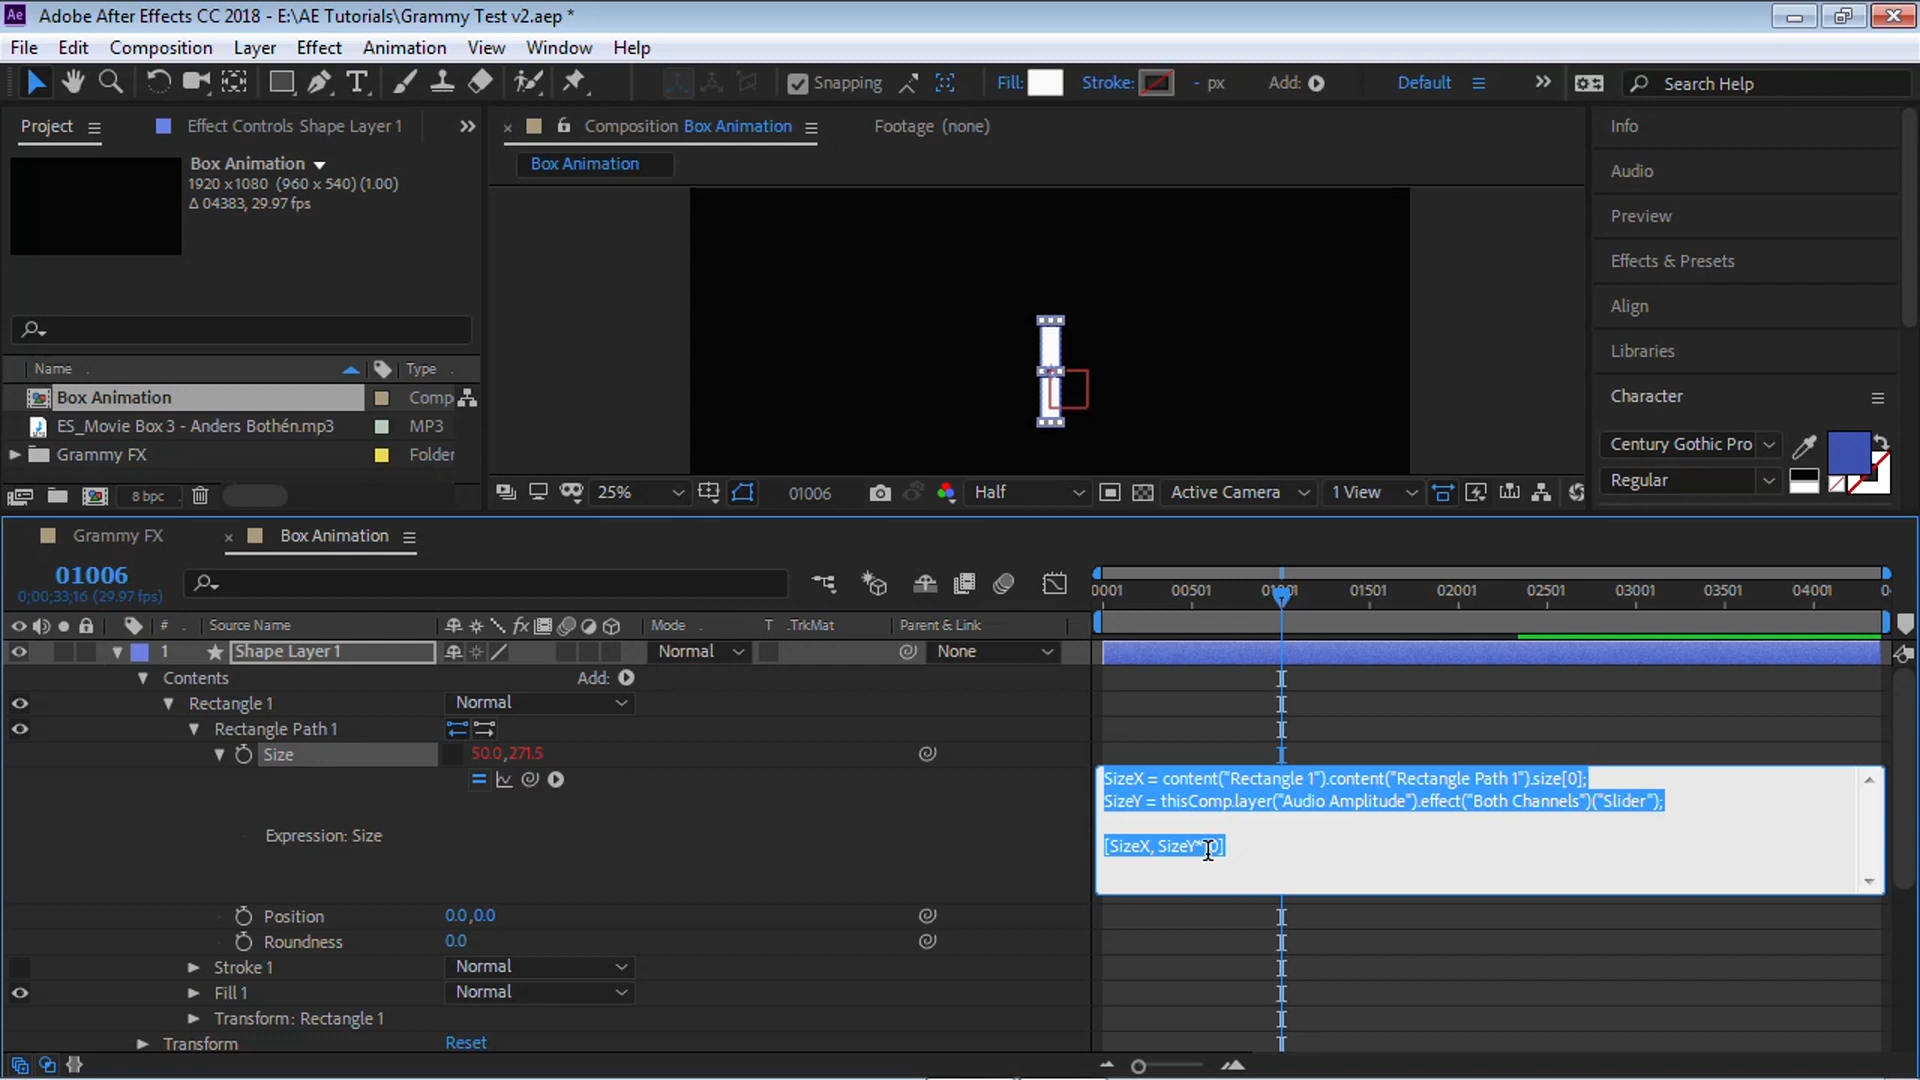 Ae Adobe After Effects CC 2018 - E:\AE Tutorials\Grammy Test v2.aep *
File Edit Composition Layer Effect Animation View Window Help
Snapping Fill: Stroke: - px Add: Default Search Help
Project Effect Controls Shape Layer 1
Composition Box Animation Footage (none)
Box Animation
Box Animation
1920 x1080 (960 x 540) (1.00)
Δ 04383, 29.97 fps
Name Type
Box Animation Comp
ES_Movie Box 3 - Anders Bothén.mp3 MP3
Grammy FX Folder
8 bpc
25% 01006 Half Active Camera 1 View
Info
Audio
Preview
Effects & Presets
Align
Libraries
Character
Century Gothic Pro
Regular
Grammy FX Box Animation
01006
0;00;33;16 (29.97 fps)
0001 00501 01001 01501 02001 02501 03001 03501 04001 0
# Source Name fx Mode T .TrkMat Parent & Link
1 Shape Layer 1 Normal None
Contents Add:
Rectangle 1 Normal
Rectangle Path 1
Size 50.0,271.5
SizeX = content("Rectangle 1").content("Rectangle Path 1").size[0];
SizeY = thisComp.layer("Audio Amplitude").effect("Both Channels")("Slider");
Expression: Size
[SizeX, SizeY* 0]
Position 0.0,0.0
Roundness 0.0
Stroke 1 Normal
Fill 1 Normal
Transform: Rectangle 1
Transform Reset